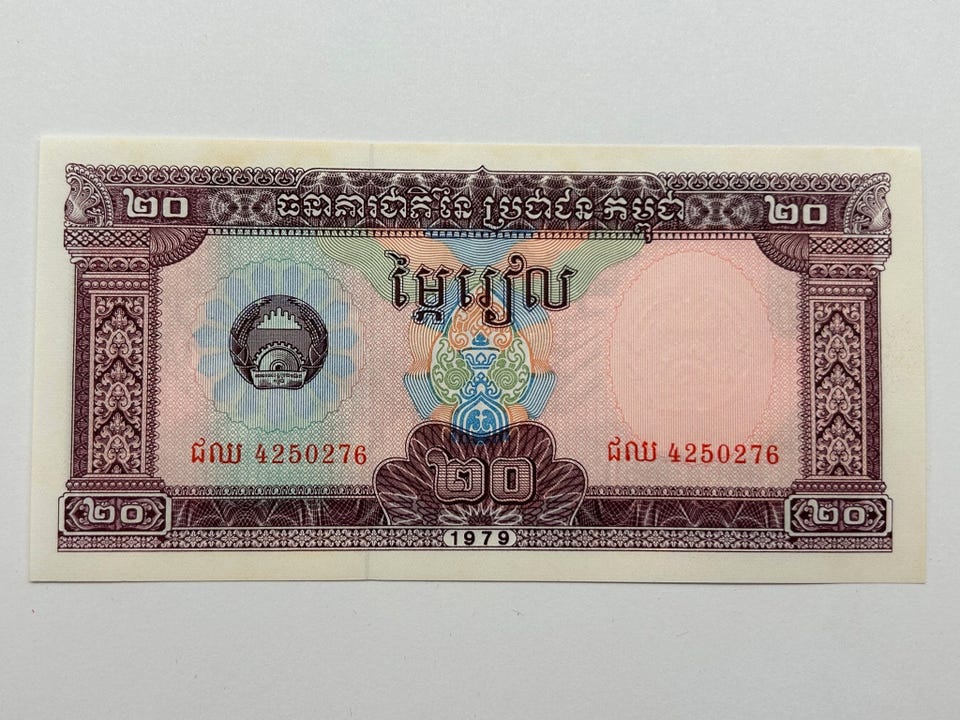 ២០ ធនាគារជាតិនៃ ប្រជាជនកម្ពុជា ២០
ម្ភៃរៀល
ជឈ 4250276 ជឈ 4250276
២០ ២០ ២០
1979